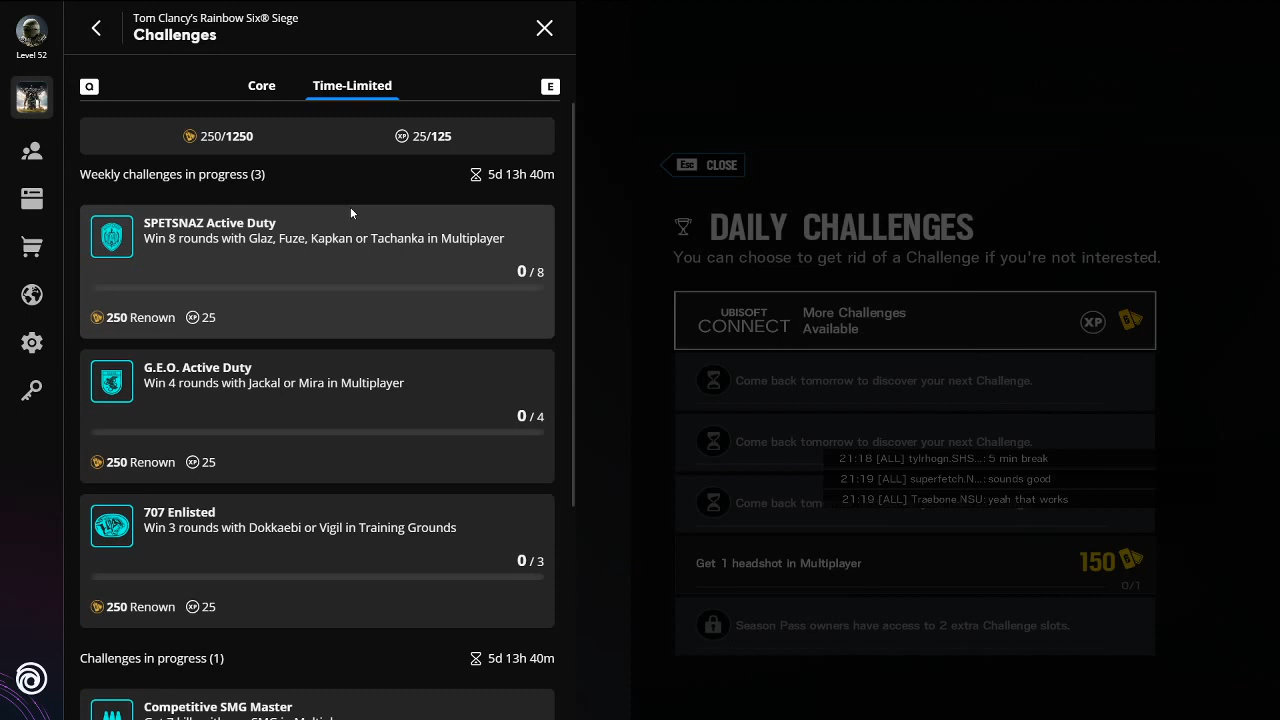 Level 52
Tom Clancy's Rainbow Six® Siege
Challenges
Q
Core
Time-Limited
E
250/1250
XP 25/125
Weekly challenges in progress (3)
5d 13h 40m
SPETSNAZ Active Duty
Win 8 rounds with Glaz, Fuze, Kapkan or Tachanka in Multiplayer
0 / 8
250 Renown XP 25
G.E.O. Active Duty
Win 4 rounds with Jackal or Mira in Multiplayer
0 / 4
250 Renown XP 25
707 Enlisted
Win 3 rounds with Dokkaebi or Vigil in Training Grounds
0 / 3
250 Renown XP 25
Challenges in progress (1)
5d 13h 40m
Competitive SMG Master
Esc CLOSE
DAILY CHALLENGES
You can choose to get rid of a Challenge if you're not interested.
UBISOFT
CONNECT
More Challenges
Available
XP
Come back tomorrow to discover your next Challenge.
Come back tomorrow to discover your next Challenge.
21:18 [ALL] tylrhogn.SHS...: 5 min break
21:19 [ALL] superfetch.N...: sounds good
Come back tom
21:19 [ALL] Traebone.NSU: yeah that works
Get 1 headshot in Multiplayer
150
0/1
Season Pass owners have access to 2 extra Challenge slots.